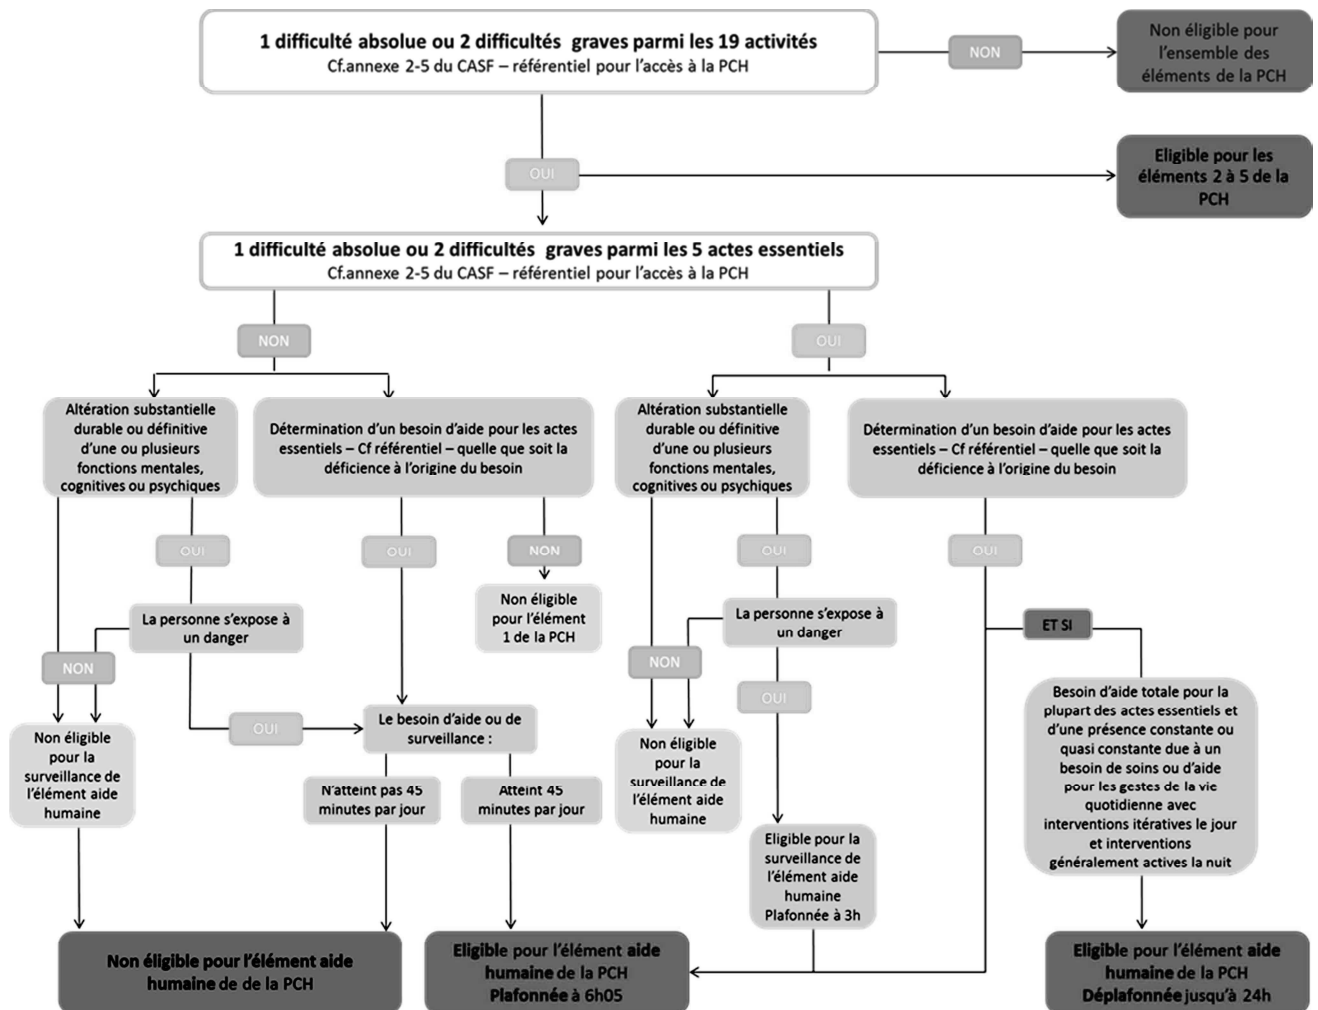 1 difficulté absolue ou 2 difficultés graves parmi les 19 activités
Cf.annexe 2-5 du CASF – référentiel pour l'accès à la PCH
NON
Non éligible pour
l'ensemble des
éléments de la PCH
OUI
Eligible pour les
éléments 2 à 5 de la
PCH
1 difficulté absolue ou 2 difficultés graves parmi les 5 actes essentiels
Cf.annexe 2-5 du CASF – référentiel pour l'accès à la PCH
NON
OUI
Altération substantielle
durable ou définitive
d'une ou plusieurs
fonctions mentales,
cognitives ou psychiques
Détermination d'un besoin d'aide pour les actes
essentiels – Cf référentiel – quelle que soit la
déficience à l'origine du besoin
Altération substantielle
durable ou définitive
d'une ou plusieurs
fonctions mentales,
cognitives ou psychiques
Détermination d'un besoin d'aide pour les actes
essentiels – Cf référentiel – quelle que soit la
déficience à l'origine du besoin
OUI
OUI
NON
OUI
OUI
Non éligible
pour l'élément
1 de la PCH
La personne s'expose à
un danger
La personne s'expose à
un danger
ET SI
NON
NON
OUI
OUI
Le besoin d'aide ou de
surveillance :
Besoin d'aide totale pour la
plupart des actes essentiels et
d'une présence constante ou
quasi constante due à un
besoin de soins ou d'aide
pour les gestes de la vie
quotidienne avec
interventions itératives le jour
et interventions
généralement actives la nuit
Non éligible
pour la
surveillance de
l'élément aide
humaine
N'atteint pas 45
minutes par jour
Atteint 45
minutes par jour
Non éligible
pour la
surveillance de
l'élément aide
humaine
Eligible pour la
surveillance de
l'élément aide
humaine
Plafonnée à 3h
Non éligible pour l'élément aide
humaine de de la PCH
Eligible pour l'élément aide
humaine de la PCH
Plafonnée à 6h05
Eligible pour l'élément aide
humaine de la PCH
Déplafonnée jusqu'à 24h